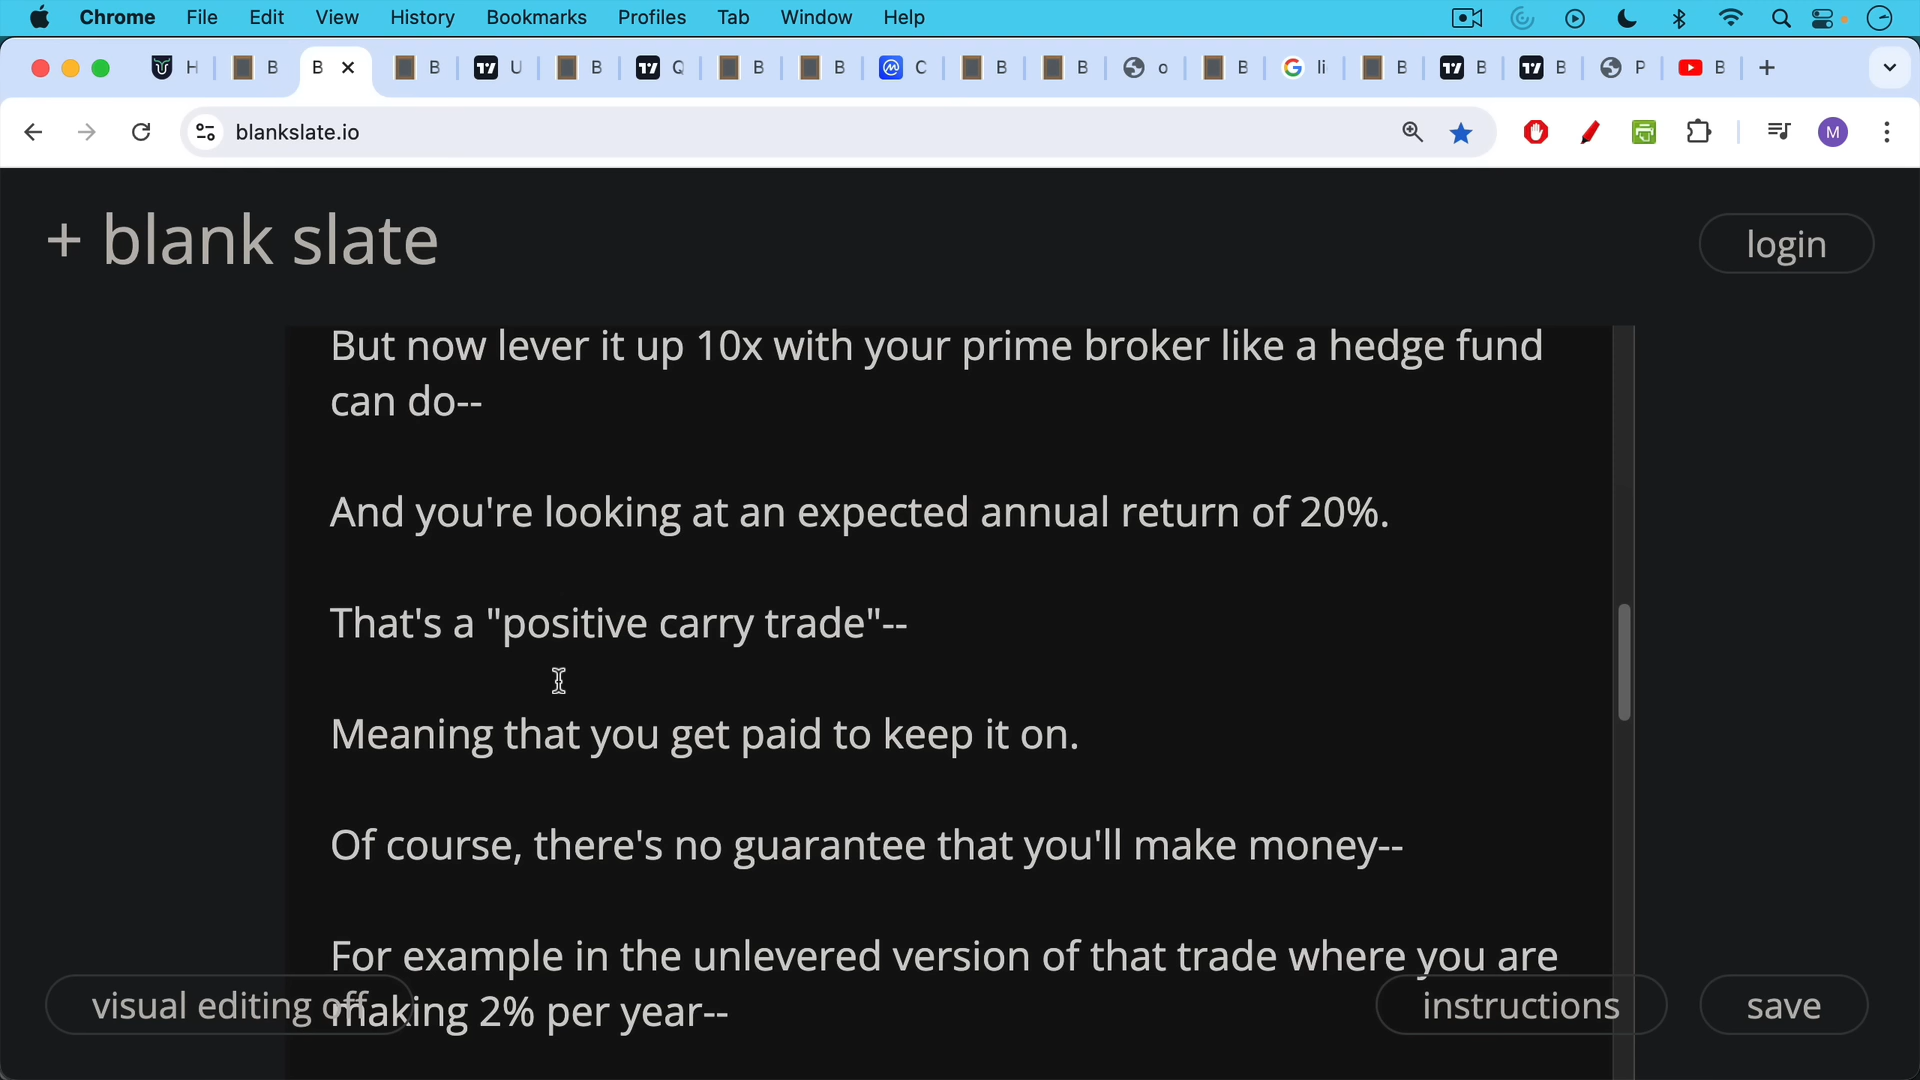 Chrome File Edit View History Bookmarks Profiles Tab Window Help
H B B B U B Q B B C B B o B li B B B P B
blankslate.io
M
+ blank slate
login
But now lever it up 10x with your prime broker like a hedge fund
can do--
And you're looking at an expected annual return of 20%.
That's a "positive carry trade"--
Meaning that you get paid to keep it on.
Of course, there's no guarantee that you'll make money--
For example in the unlevered version of that trade where you are
making 2% per year--
visual editing off
instructions
save